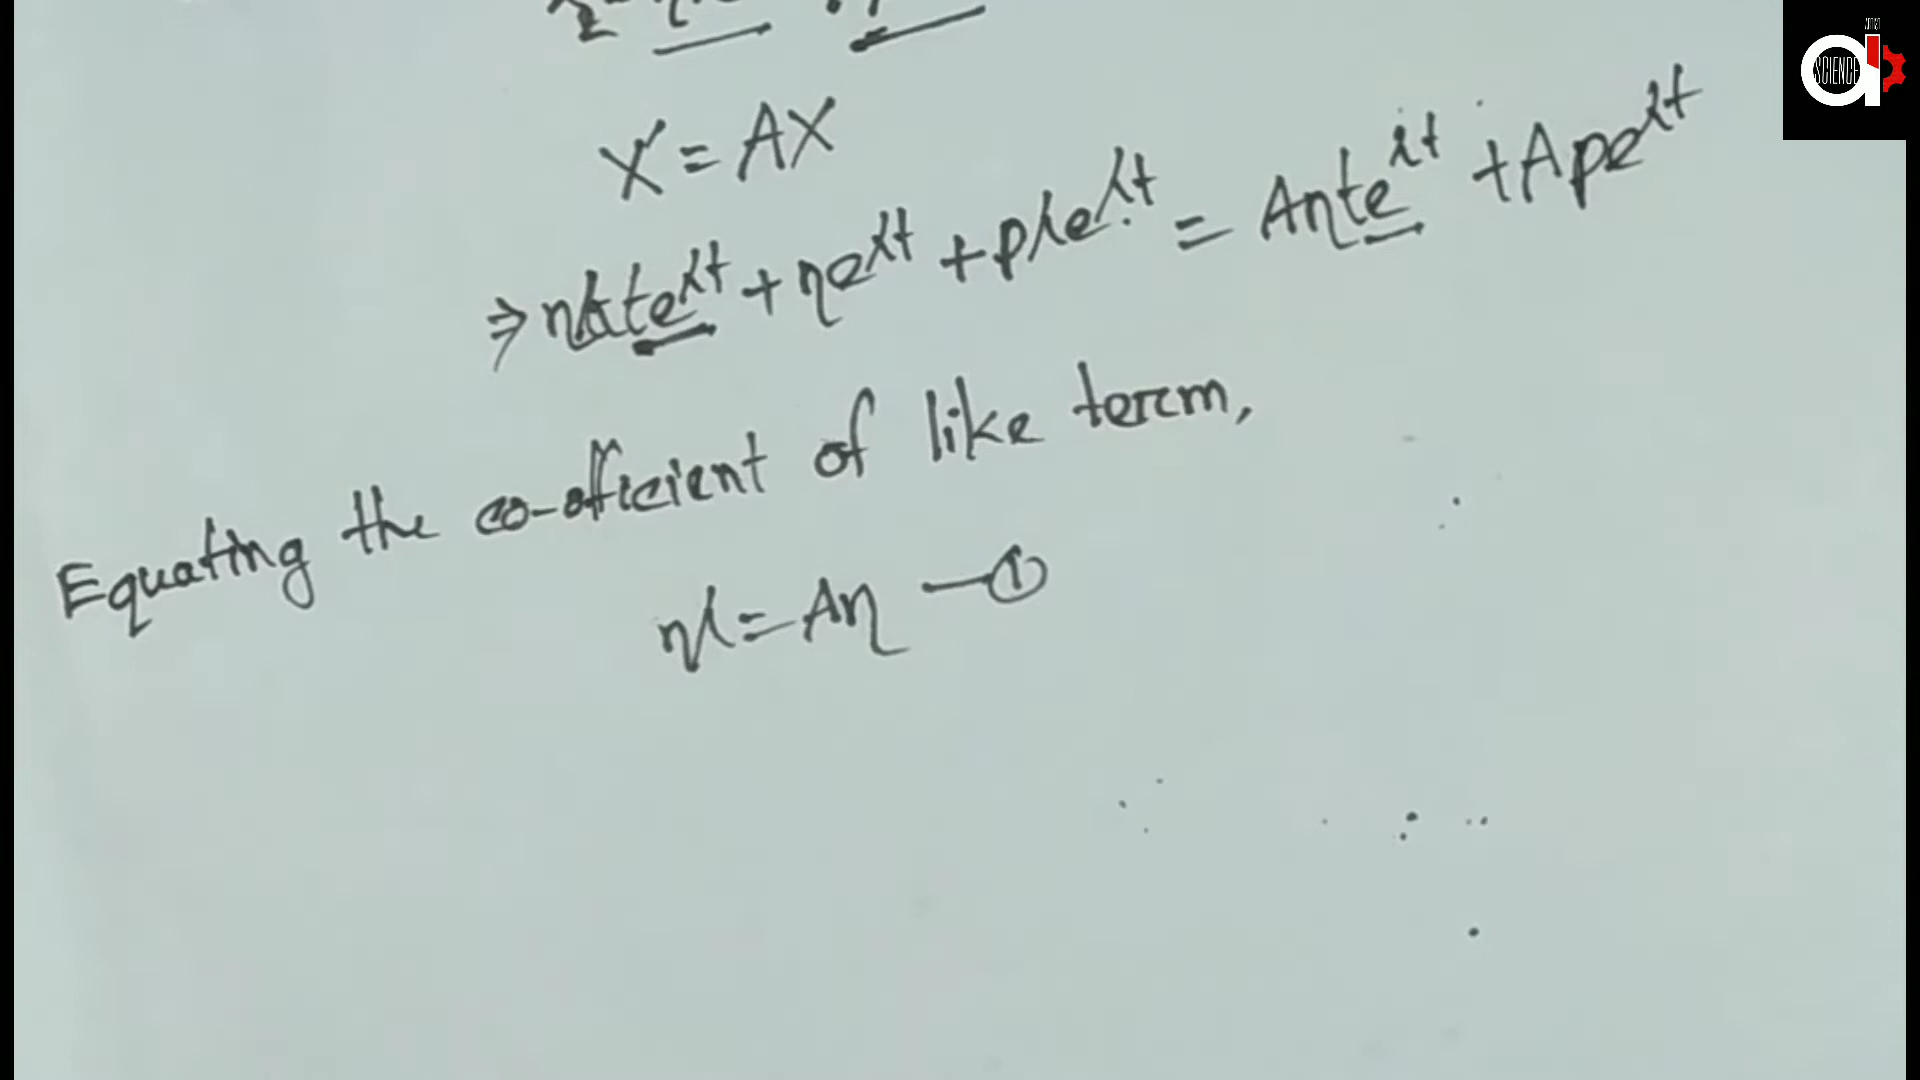 X' = AX
⇒ ηλte^λt + ηe^λt + ρλe^λt = Aηte^λt + Aρe^λt
Equating the co-efficient of like term,
ηλ = Aη —①
SCIENCE